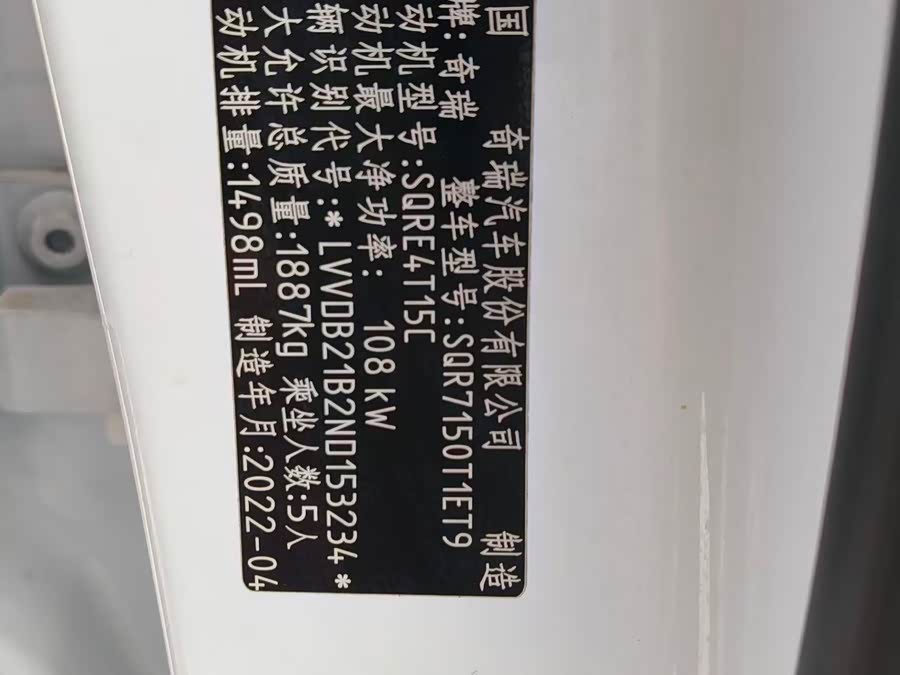 国 奇瑞汽车股份有限公司 制造
牌: 奇瑞 整车型号:SQR7150T1ET9
动机型号:SQRE4T15C
动机最大净功率: 108kW
辆识别代号:*LVVDB21B2ND153234*
大允许总质量:1887kg 乘坐人数:5人
动机排量:1498mL 制造年月:2022-04